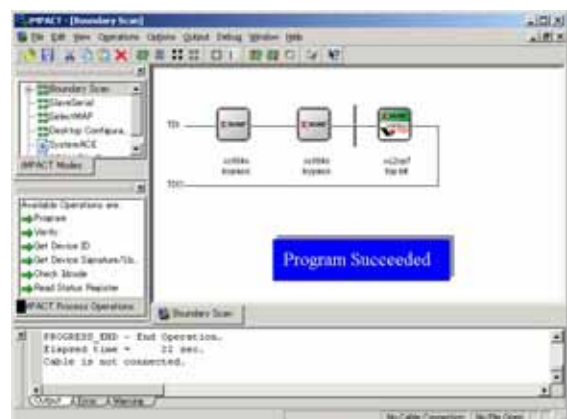 iMPACT - [Boundary Scan]
File Edit View Operations Options Output Debug Window Help
Boundary Scan
SlaveSerial
SelectMAP
Desktop Configura...
SystemACE
iMPACT Modes
TDI
bypass
bypass
top.bit
TDO
Available Operations are:
Program
Verify
Get Device ID
Get Device Signature/Us...
Check Idcode
Read Status Register
iMPACT Process Operations
Program Succeeded
Boundary Scan
PROGRESS_END - End Operation.
Elapsed time = 22 sec.
Cable is not connected.
Output Error Warning
No Cable Connection No File Open